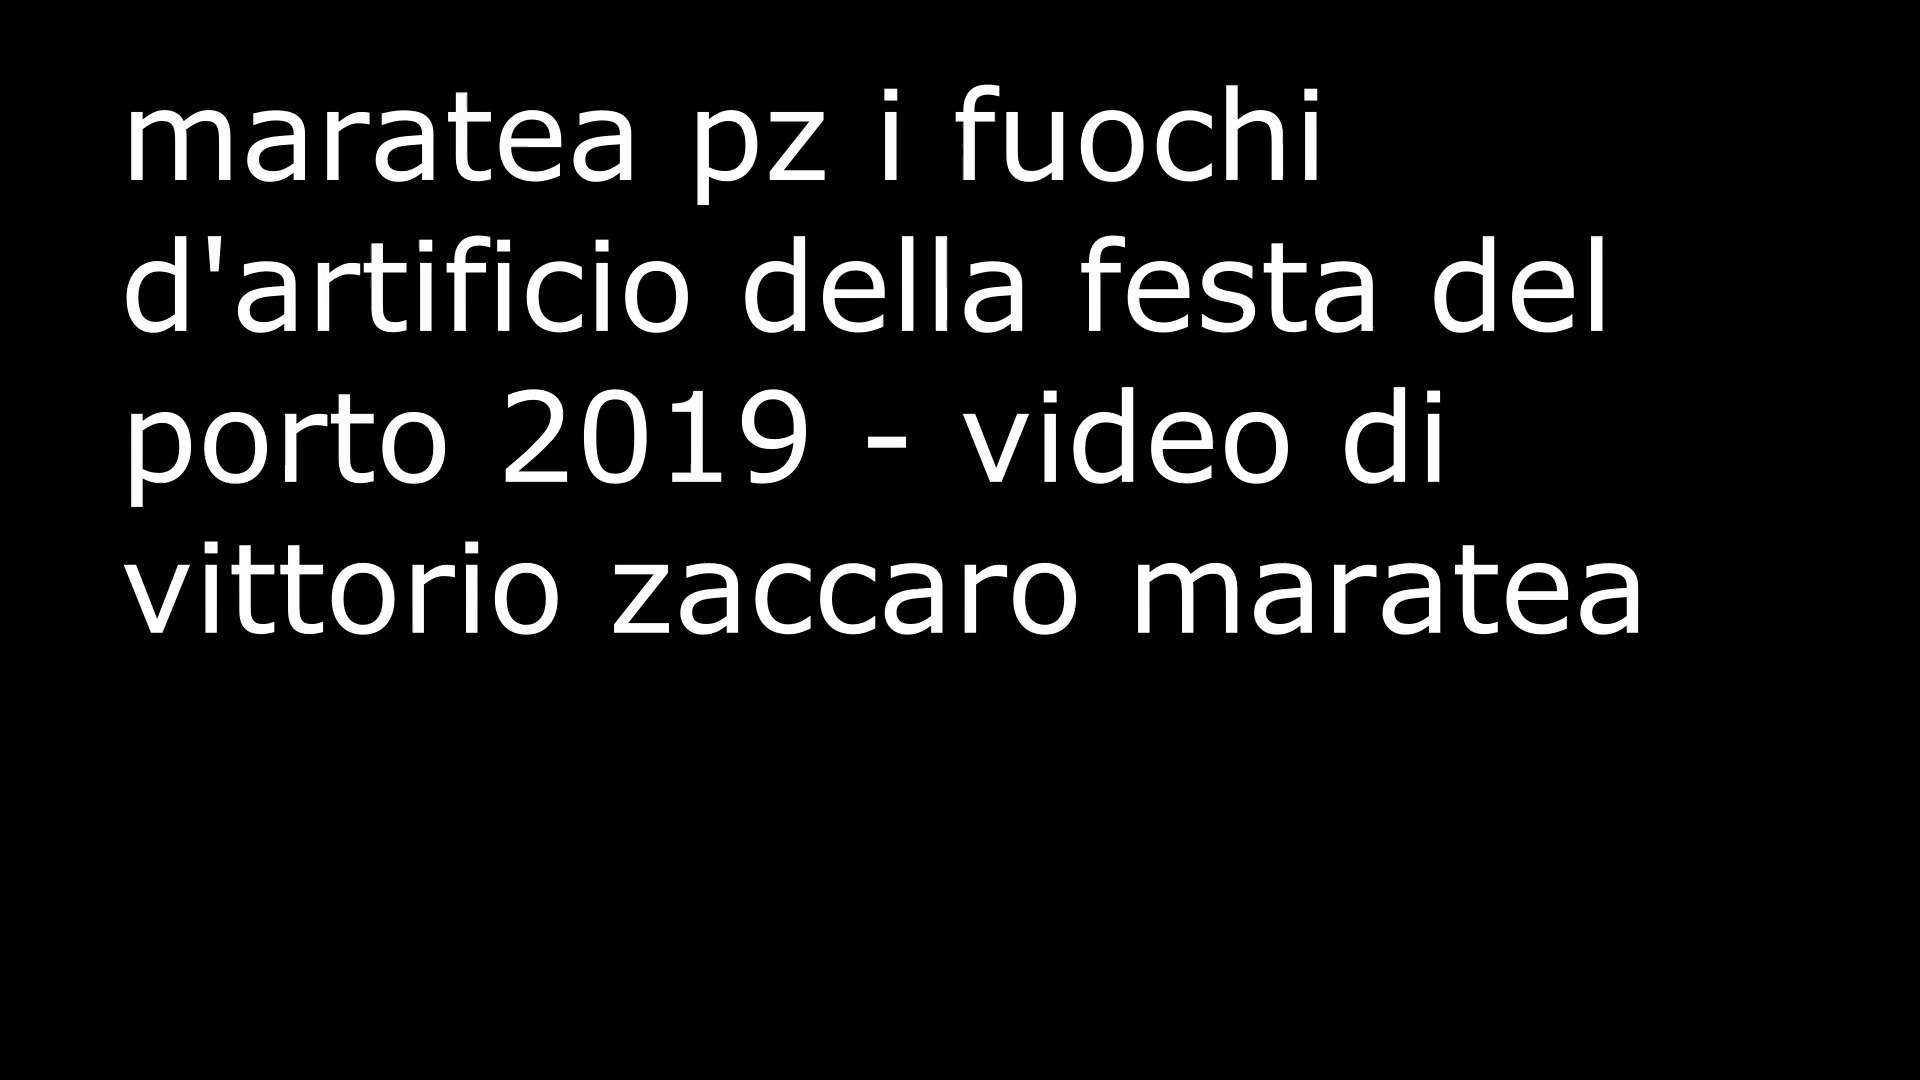 maratea pz i fuochi
d'artificio della festa del
porto 2019 - video di
vittorio zaccaro maratea